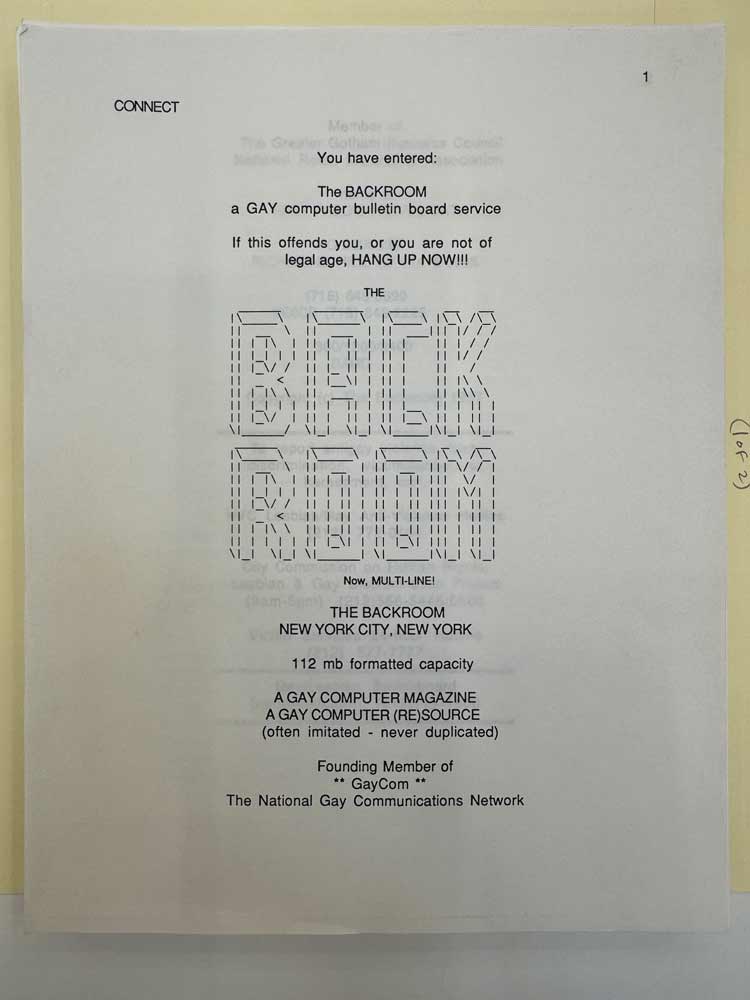 1
CONNECT
You have entered:
The BACKROOM
a GAY computer bulletin board service
If this offends you, or you are not of
legal age, HANG UP NOW!!!
THE
BACK
ROOM
Now, MULTI-LINE!
THE BACKROOM
NEW YORK CITY, NEW YORK
112 mb formatted capacity
A GAY COMPUTER MAGAZINE
A GAY COMPUTER (RE)SOURCE
(often imitated - never duplicated)
Founding Member of
** GayCom **
The National Gay Communications Network
(1 of 2)